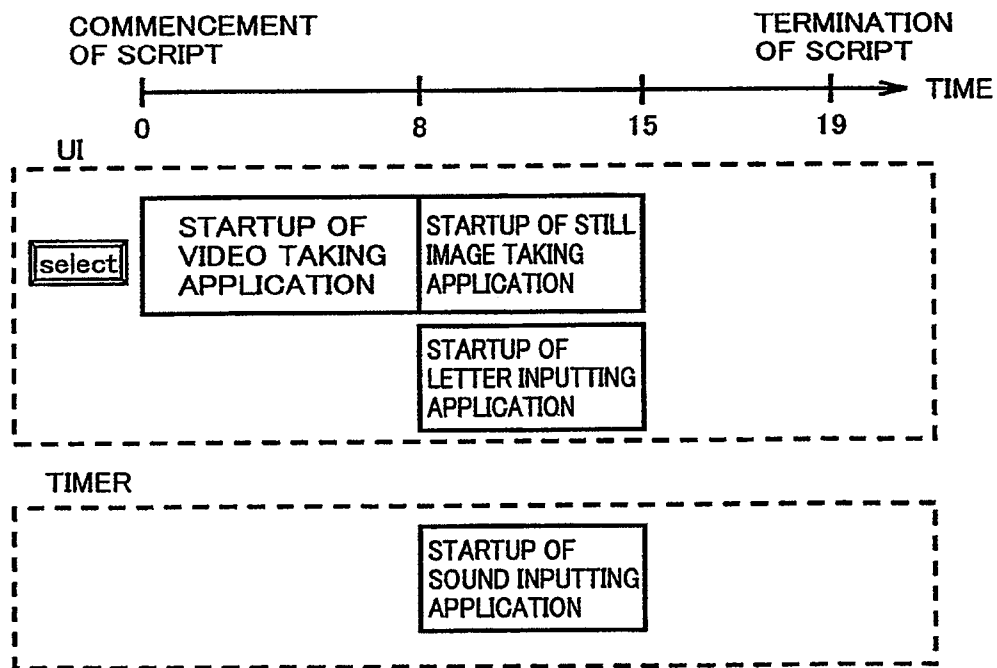 COMMENCEMENT
OF SCRIPT
TERMINATION
OF SCRIPT
TIME
0 8 15 19
UI
select
STARTUP OF
VIDEO TAKING
APPLICATION
STARTUP OF STILL
IMAGE TAKING
APPLICATION
STARTUP OF
LETTER INPUTTING
APPLICATION
TIMER
STARTUP OF
SOUND INPUTTING
APPLICATION